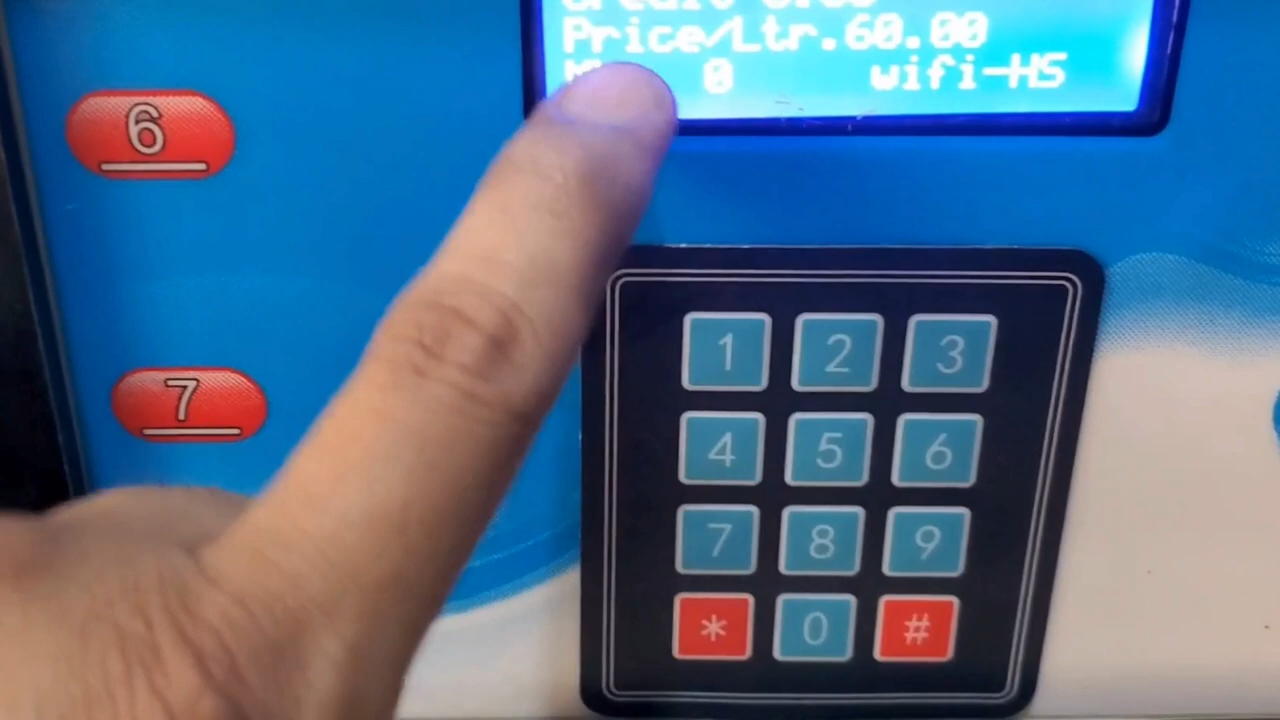 Price/Ltr.60.00
0 wifi-HS
6
7
1 2 3
4 5 6
7 8 9
* 0 #